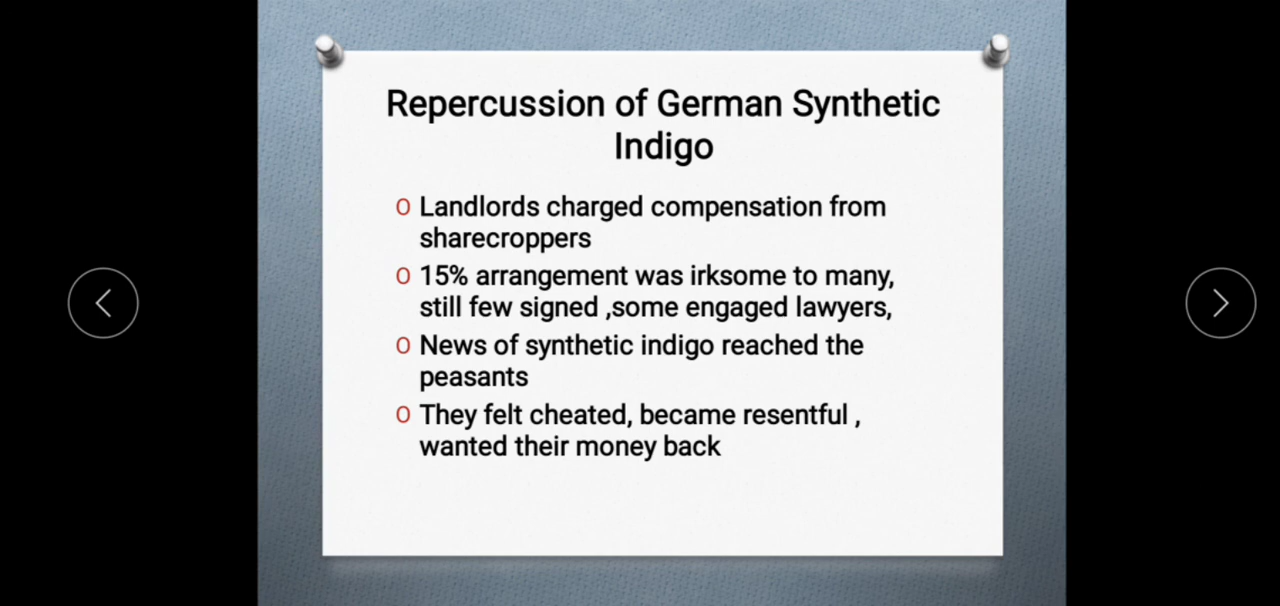 Repercussion of German Synthetic
Indigo
O Landlords charged compensation from
sharecroppers
O 15% arrangement was irksome to many,
still few signed ,some engaged lawyers,
O News of synthetic indigo reached the
peasants
O They felt cheated, became resentful ,
wanted their money back